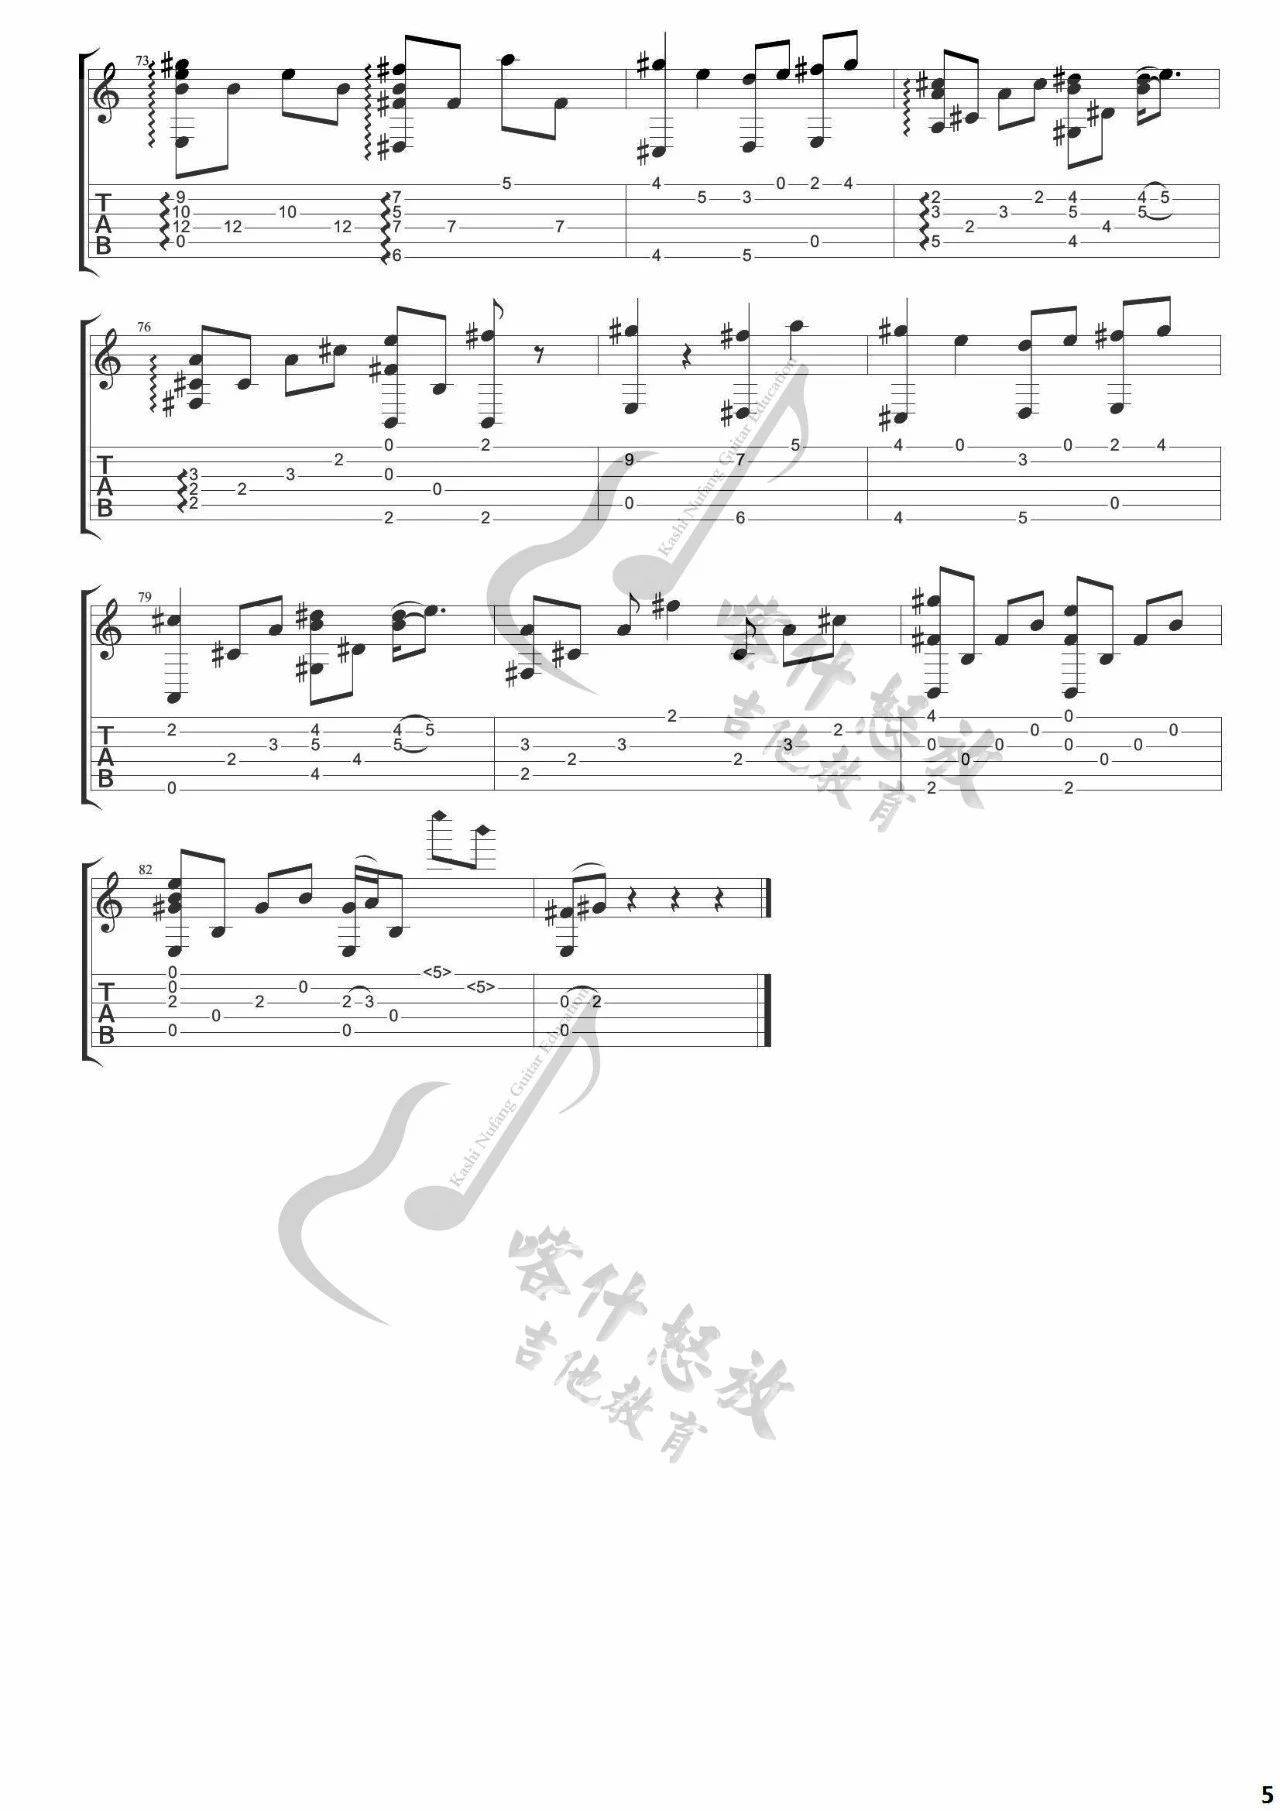 73
T 9 7 5 4 5 3 0 2 4 2 2 4 4 5
10 5 10 3 3 5 5
A 12 12 12 7 7 7 2 4
B 0 0 5 4
6 4 5
76
0 2 5 4 0 0 2 4
T 2 9 7 3
3 3 0
A 2 2 0
B 2 0 0
2 2 6 4 5
Kashi Nufang Guitar Education
79
2 4 0
T 2 4 4 5 2 0 0
3 5 5 3 3 3 0 0 0 0
A 2 4 2 2 0 0
B 4 2
0 2 2
喀什怒放
吉他教育
82
0 <5>
T 0 0 <5>
2 2 2 3 0 2
A 0 0
B 0 0 0
Kashi Nufang Guitar Education
喀什怒放
吉他教育
5